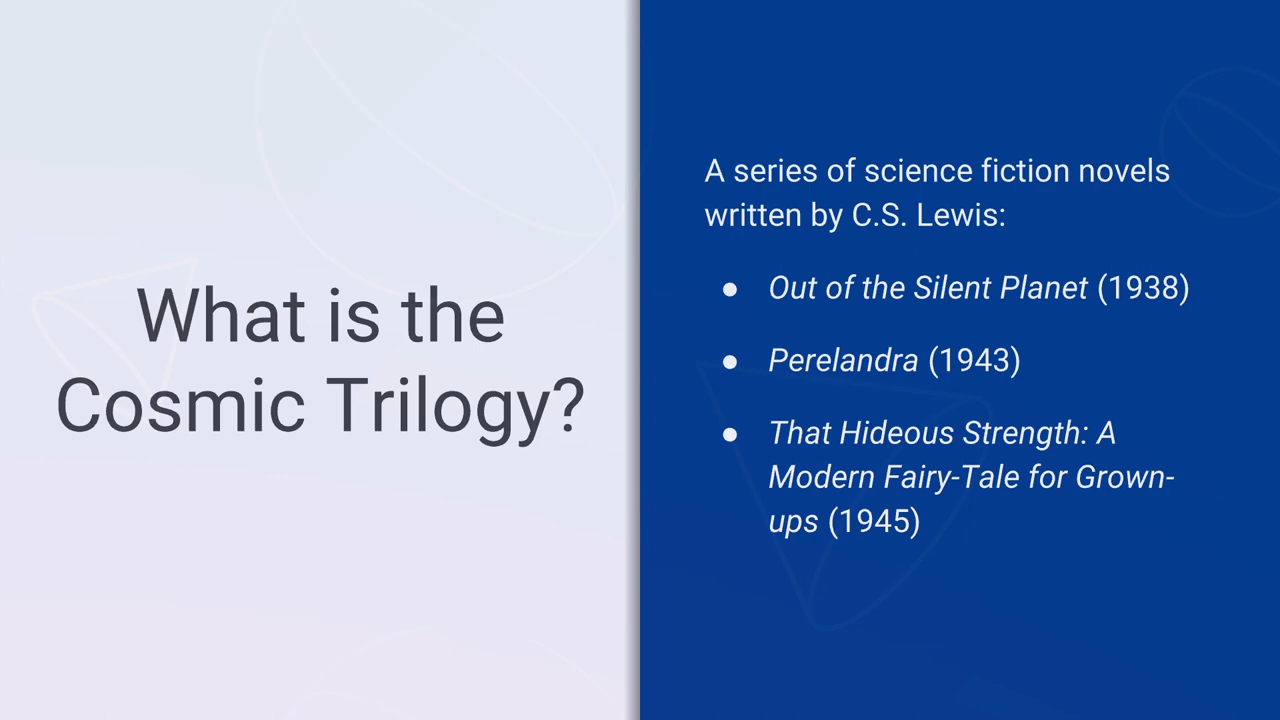 What is the
Cosmic Trilogy?
A series of science fiction novels
written by C.S. Lewis:
● Out of the Silent Planet (1938)
● Perelandra (1943)
● That Hideous Strength: A
Modern Fairy-Tale for Grown-
ups (1945)